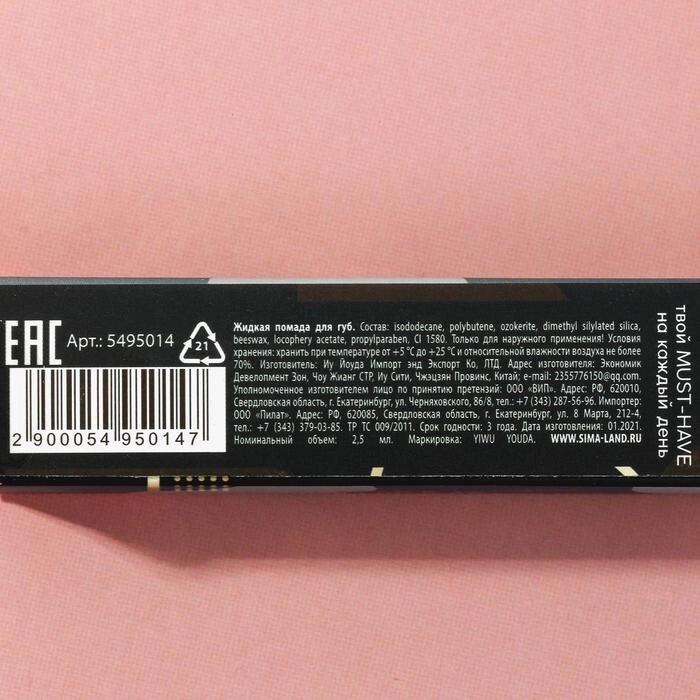 EAC
Арт.: 5495014
21
2 900054 950147
Жидкая помада для губ. Состав: isododecane, polybutene, ozokerite, dimethyl silylated silica,
beeswax, locophery acetate, propylparaben, CI 1580. Только для наружного применения! Условия
хранения: хранить при температуре от +5 °C до +25 °C и относительной влажности воздуха не более
70%. Изготовитель: Иу Йоуда Импорт энд Экспорт Ко, ЛТД. Адрес изготовителя: Экономик
Девелопмент Зон, Чоу Жианг СТР, Иу Сити, Чжэцзян Провинс, Китай; e-mail: 2355776150@qq.com.
Уполномоченное изготовителем лицо по принятию претензий: ООО «ВИП». Адрес: РФ, 620010,
Свердловская область, г. Екатеринбург, ул. Черняховского, 86/8, тел.: +7 (343) 287-56-96. Импортер:
ООО «Пилат». Адрес: РФ, 620085, Свердловская область, г. Екатеринбург, ул. 8 Марта, 212-4,
тел.: +7 (343) 379-03-85. ТР ТС 009/2011. Срок годности: 3 года. Дата изготовления: 01.2021.
Номинальный объем: 2,5 мл. Маркировка: YIWU YOUDA. WWW.SIMA-LAND.RU
твой MUST-HAVE
на каждый день